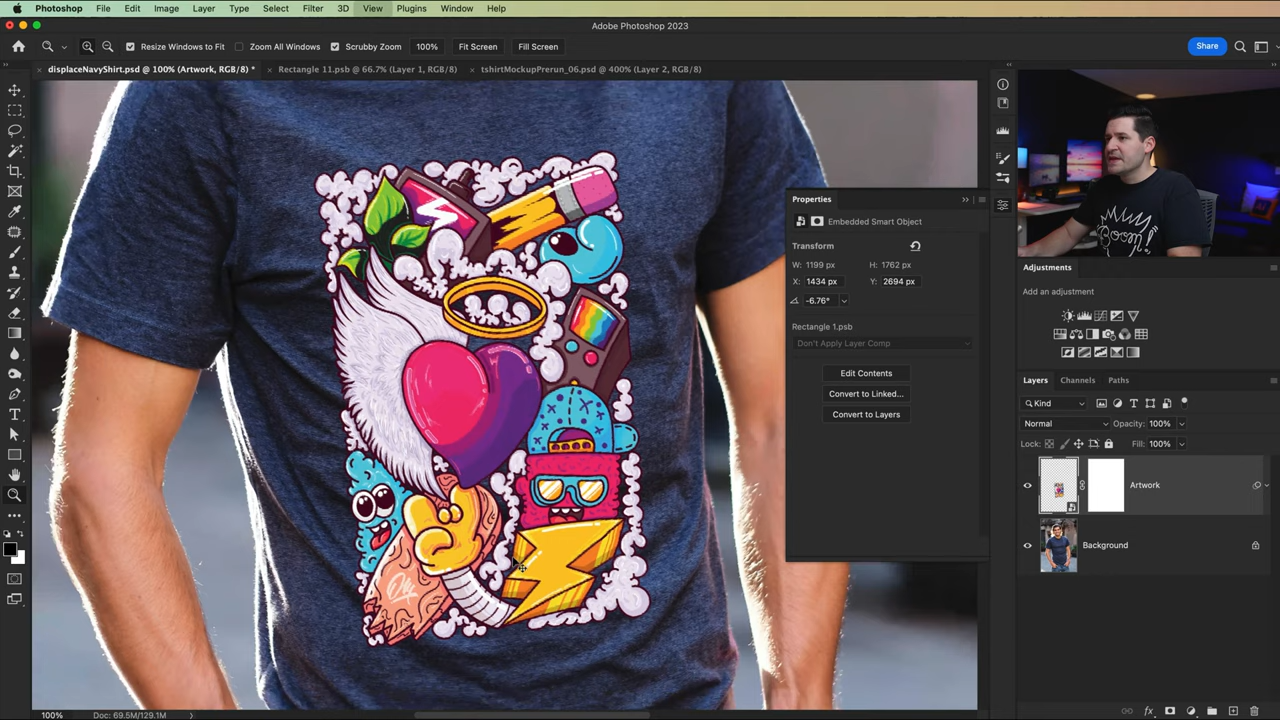 Photoshop File Edit Image Layer Type Select Filter 3D View Plugins Window Help
Adobe Photoshop 2023
Resize Windows to Fit Zoom All Windows Scrubby Zoom 100% Fit Screen Fill Screen Share
displaceNavyShirt.psd @ 100% (Artwork, RGB/8) * Rectangle 11.psb @ 66.7% (Layer 1, RGB/8) tshirtMockupPrerun_06.psd @ 400% (Layer 2, RGB/8)
Boom!
Properties
Embedded Smart Object
Transform
W: 1199 px H: 1762 px
X: 1434 px Y: 2694 px
-6.76°
Rectangle 1.psb
Don't Apply Layer Comp
Edit Contents
Convert to Linked...
Convert to Layers
Adjustments
Add an adjustment
Layers Channels Paths
Kind
Normal Opacity: 100%
Lock: Fill: 100%
Artwork
Background
100% Doc: 69.5M/129.1M